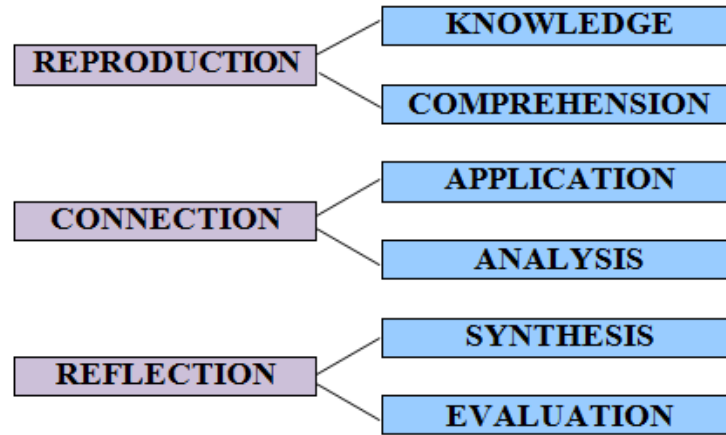 REPRODUCTION
KNOWLEDGE
COMPREHENSION
CONNECTION
APPLICATION
ANALYSIS
REFLECTION
SYNTHESIS
EVALUATION